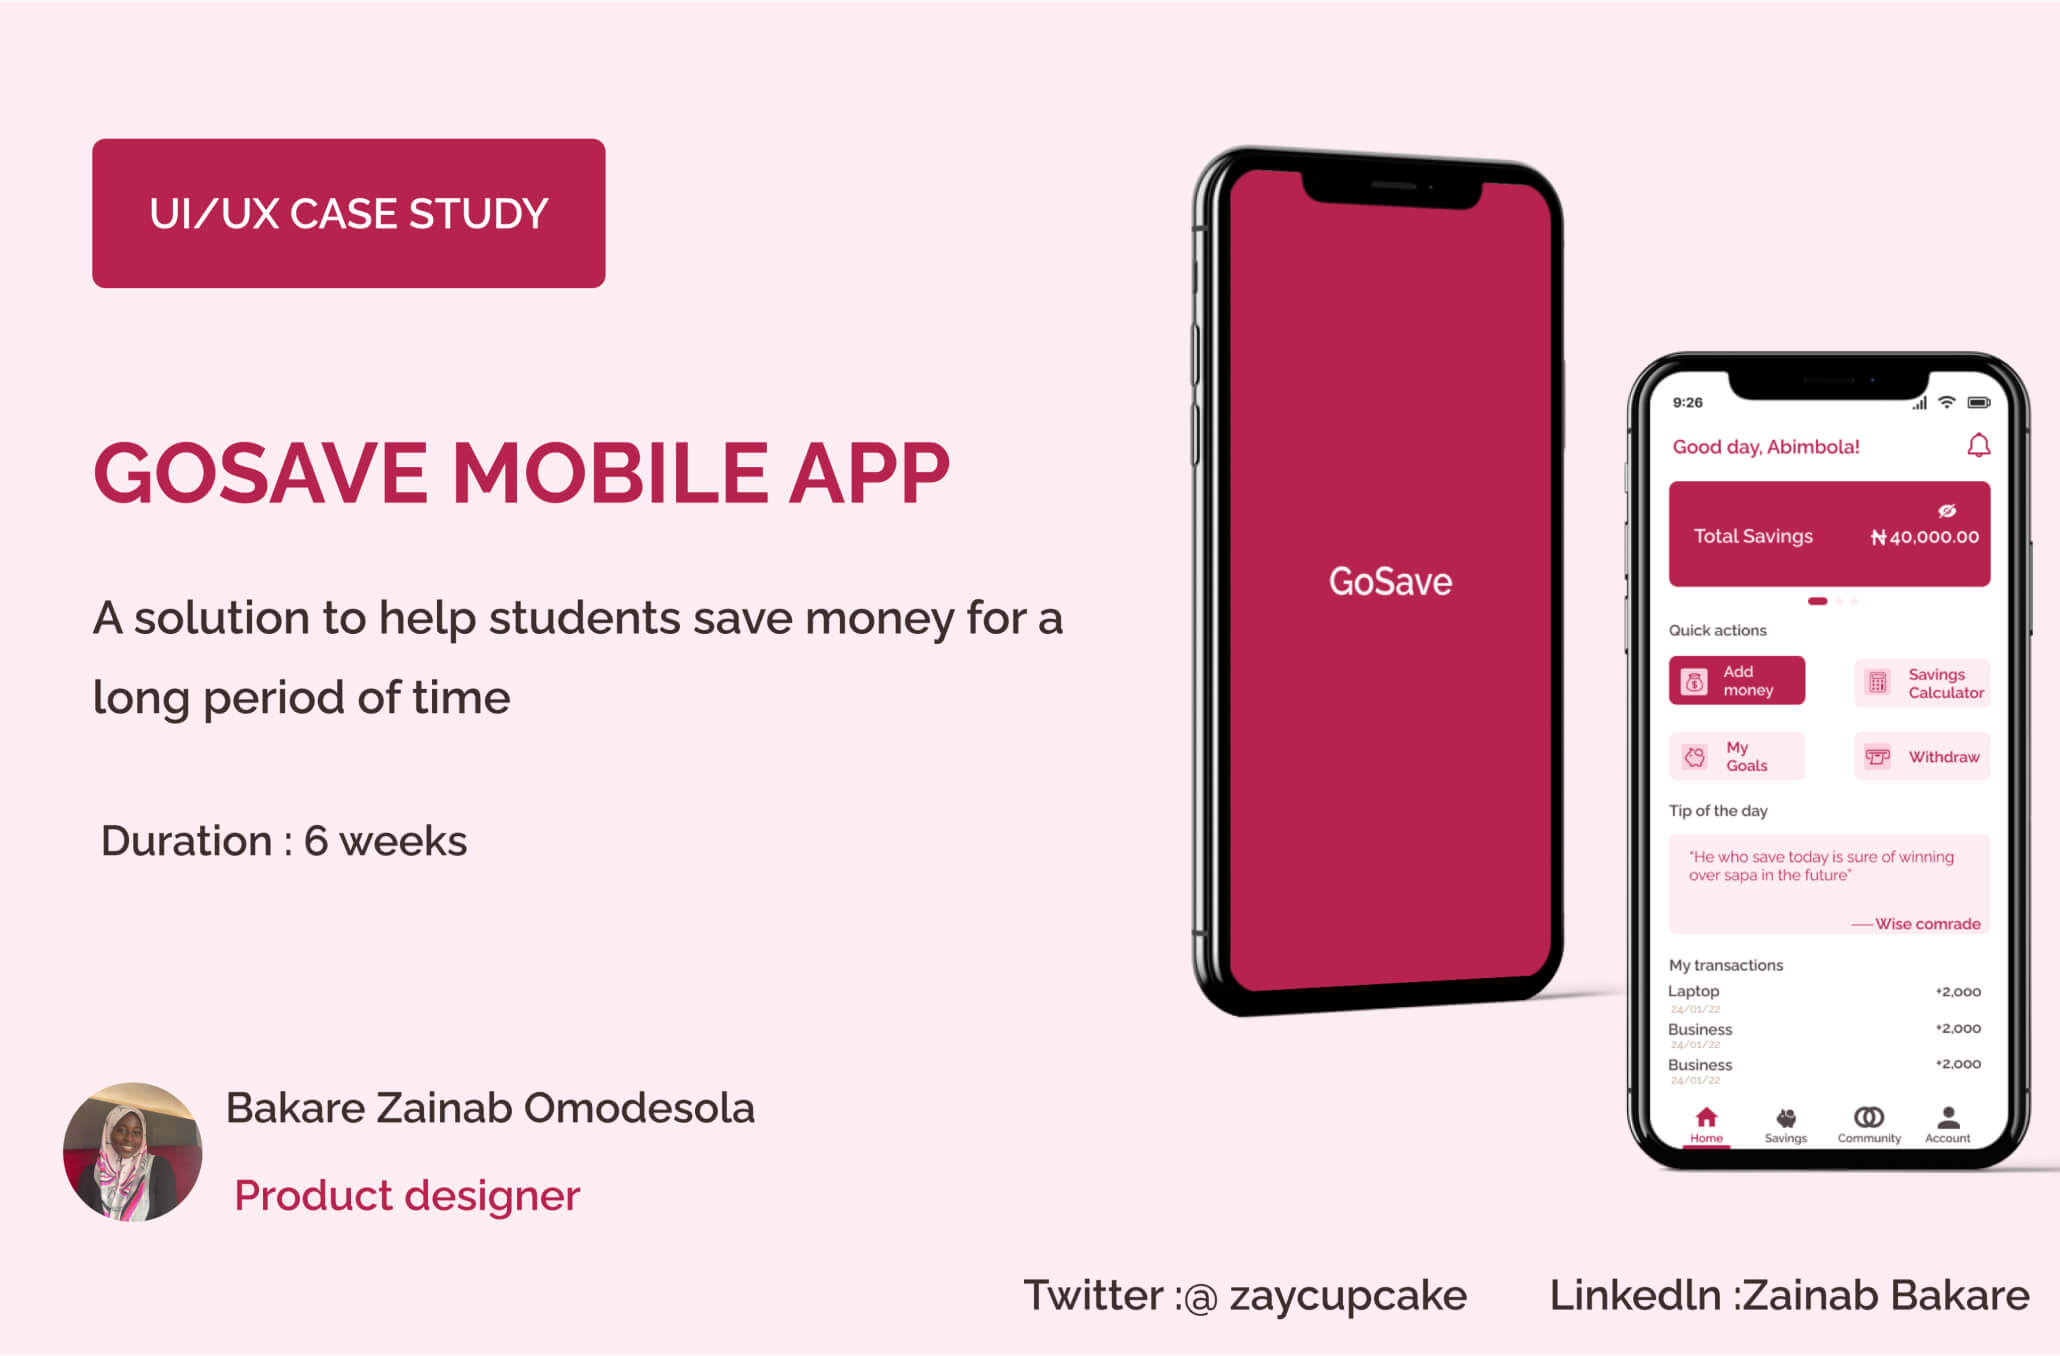 UI/UX CASE STUDY
GOSAVE MOBILE APP
A solution to help students save money for a
long period of time
Duration : 6 weeks
Bakare Zainab Omodesola
Product designer
GoSave
9:26
Good day, Abimbola!
Total Savings
₦40,000.00
Quick actions
Add
money
Savings
Calculator
My
Goals
Withdraw
Tip of the day
"He who save today is sure of winning
over sapa in the future"
— Wise comrade
My transactions
Laptop
+2,000
24/01/22
Business
+2,000
24/01/22
Business
+2,000
24/01/22
Home
Savings
Community
Account
Twitter :@ zaycupcake
LinkedIn :Zainab Bakare